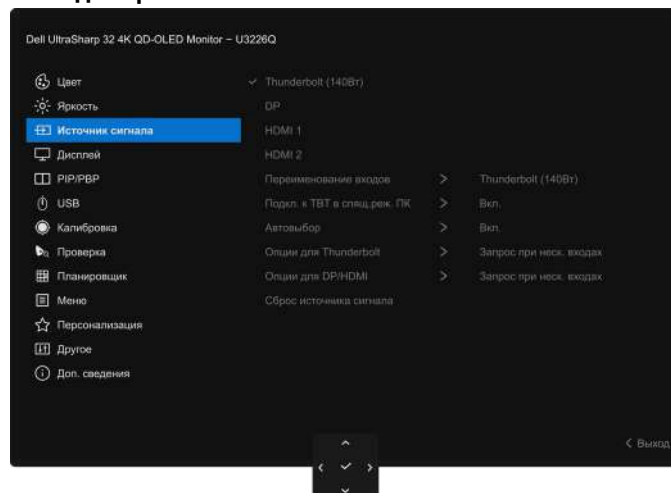 Dell UltraSharp 32 4K QD-OLED Monitor – U3226Q
Цвет ✓ Thunderbolt (140Вт)
Яркость DP
Источник сигнала HDMI 1
Дисплей HDMI 2
PIP/PBP Переименование входов > Thunderbolt (140Вт)
USB Подкл. к ТВТ в спящ.реж. ПК > Вкл.
Калибровка Автовыбор > Вкл.
Проверка Опции для Thunderbolt > Запрос при неск. входах
Планировщик Опции для DP/HDMI > Запрос при неск. входах
Меню Сброс источника сигнала
Персонализация
Другое
Доп. сведения
< Выход